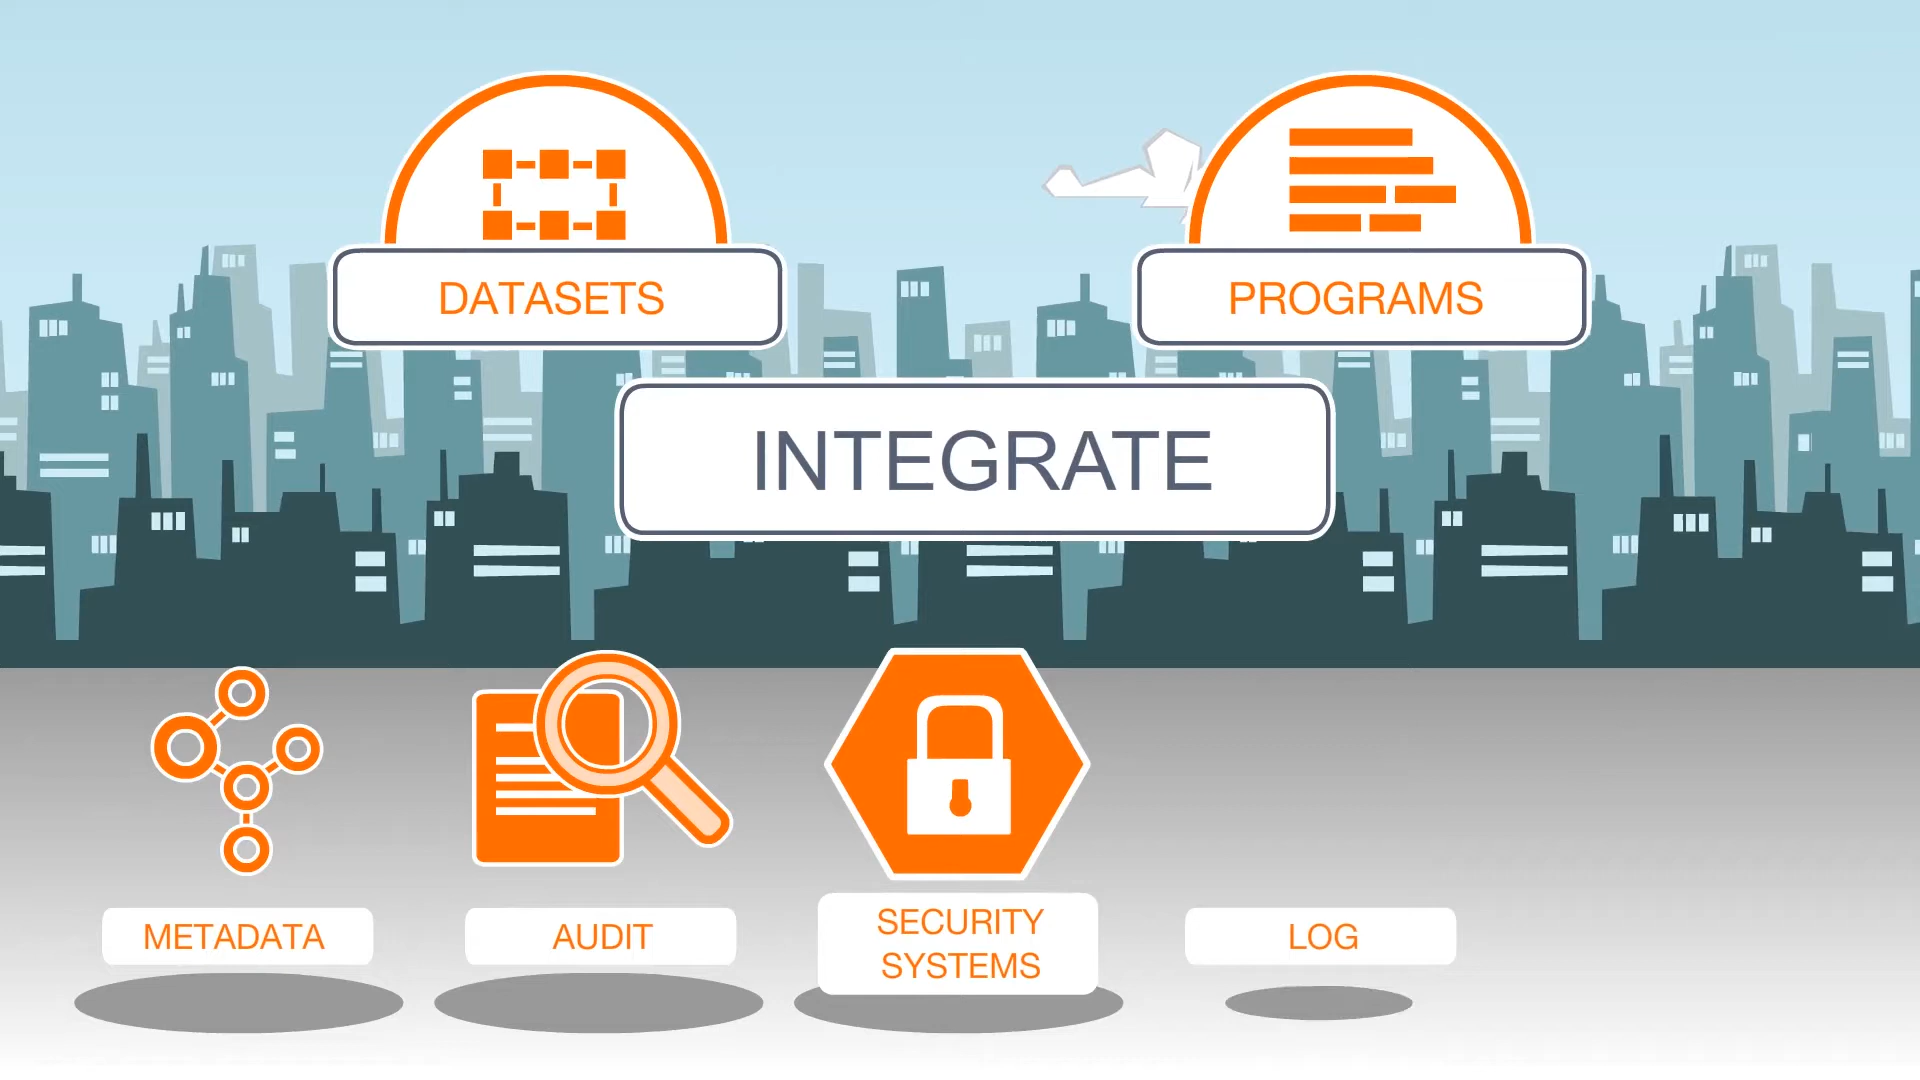 DATASETS
PROGRAMS
INTEGRATE
METADATA
AUDIT
SECURITY
SYSTEMS
LOG